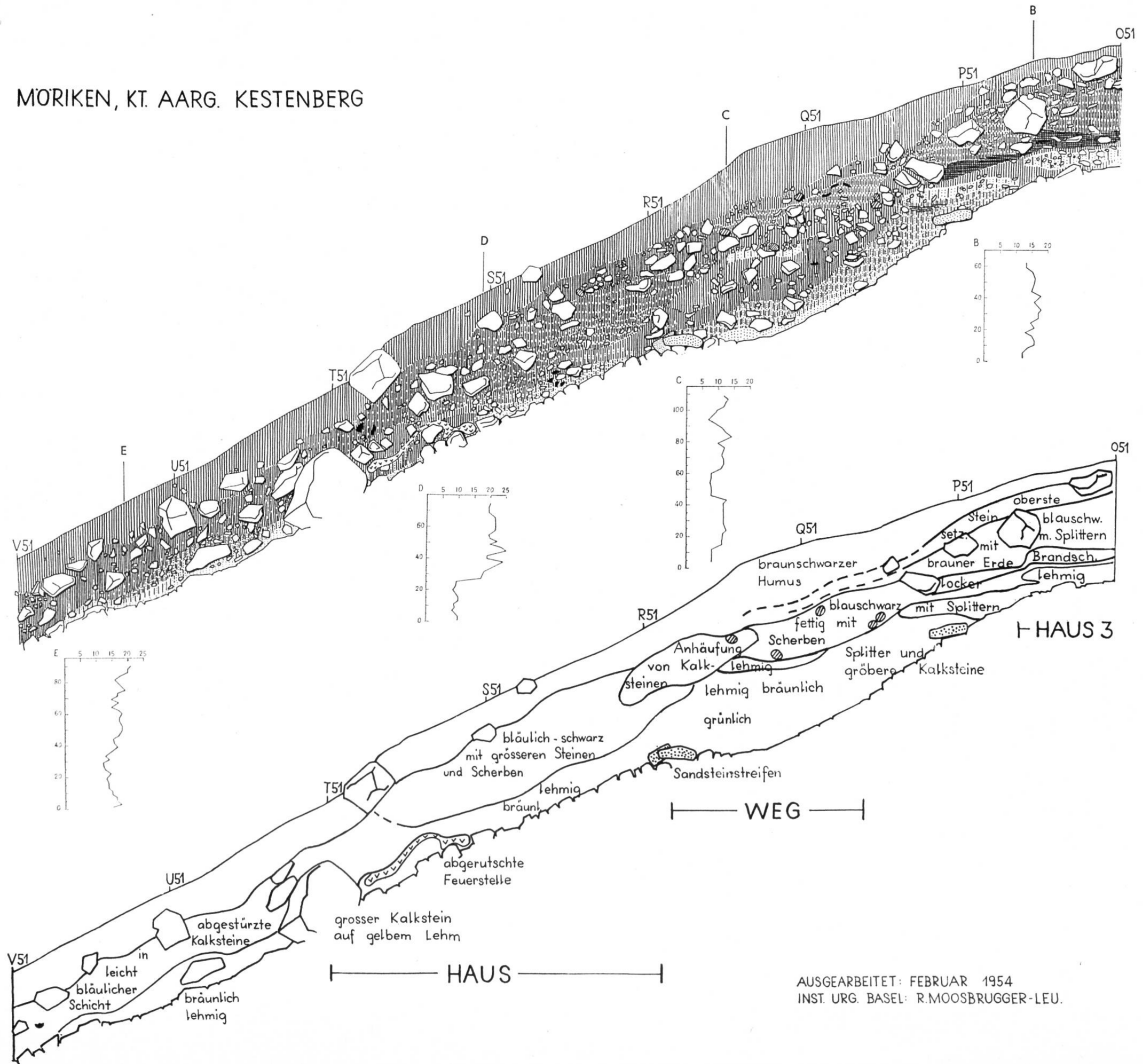 MÖRIKEN, KT. AARG. KESTENBERG
B
O51
P51
C
Q51
R51
D
S51
T51
E
U51
V51
B
5 10 15 20
60
40
20
0
C
5 10 15 20
100
80
60
40
20
0
D
5 10 15 20 25
60
40
20
0
E
5 10 15 20 25
80
60
40
20
0
O51
P51
Q51
R51
S51
T51
U51
V51
oberste
Stein
setz.
mit
brauner Erde
blauschw.
m. Splittern
Brandsch.
locker
lehmig
mit Splittern
braunschwarzer
Humus
blauschwarz
fettig mit
Scherben
Anhäufung
von Kalk-
steinen
lehmig
Splitter und
gröbere Kalksteine
HAUS 3
lehmig bräunlich
grünlich
bläulich-schwarz
mit grösseren Steinen
und Scherben
Sandsteinstreifen
WEG
lehmig
bräunl.
abgerutschte
Feuerstelle
grosser Kalkstein
auf gelbem Lehm
abgestürzte
Kalksteine
in
leicht
bläulicher
Schicht
bräunlich
lehmig
HAUS
AUSGEARBEITET: FEBRUAR 1954
INST. URG. BASEL: R.MOOSBRUGGER-LEU.